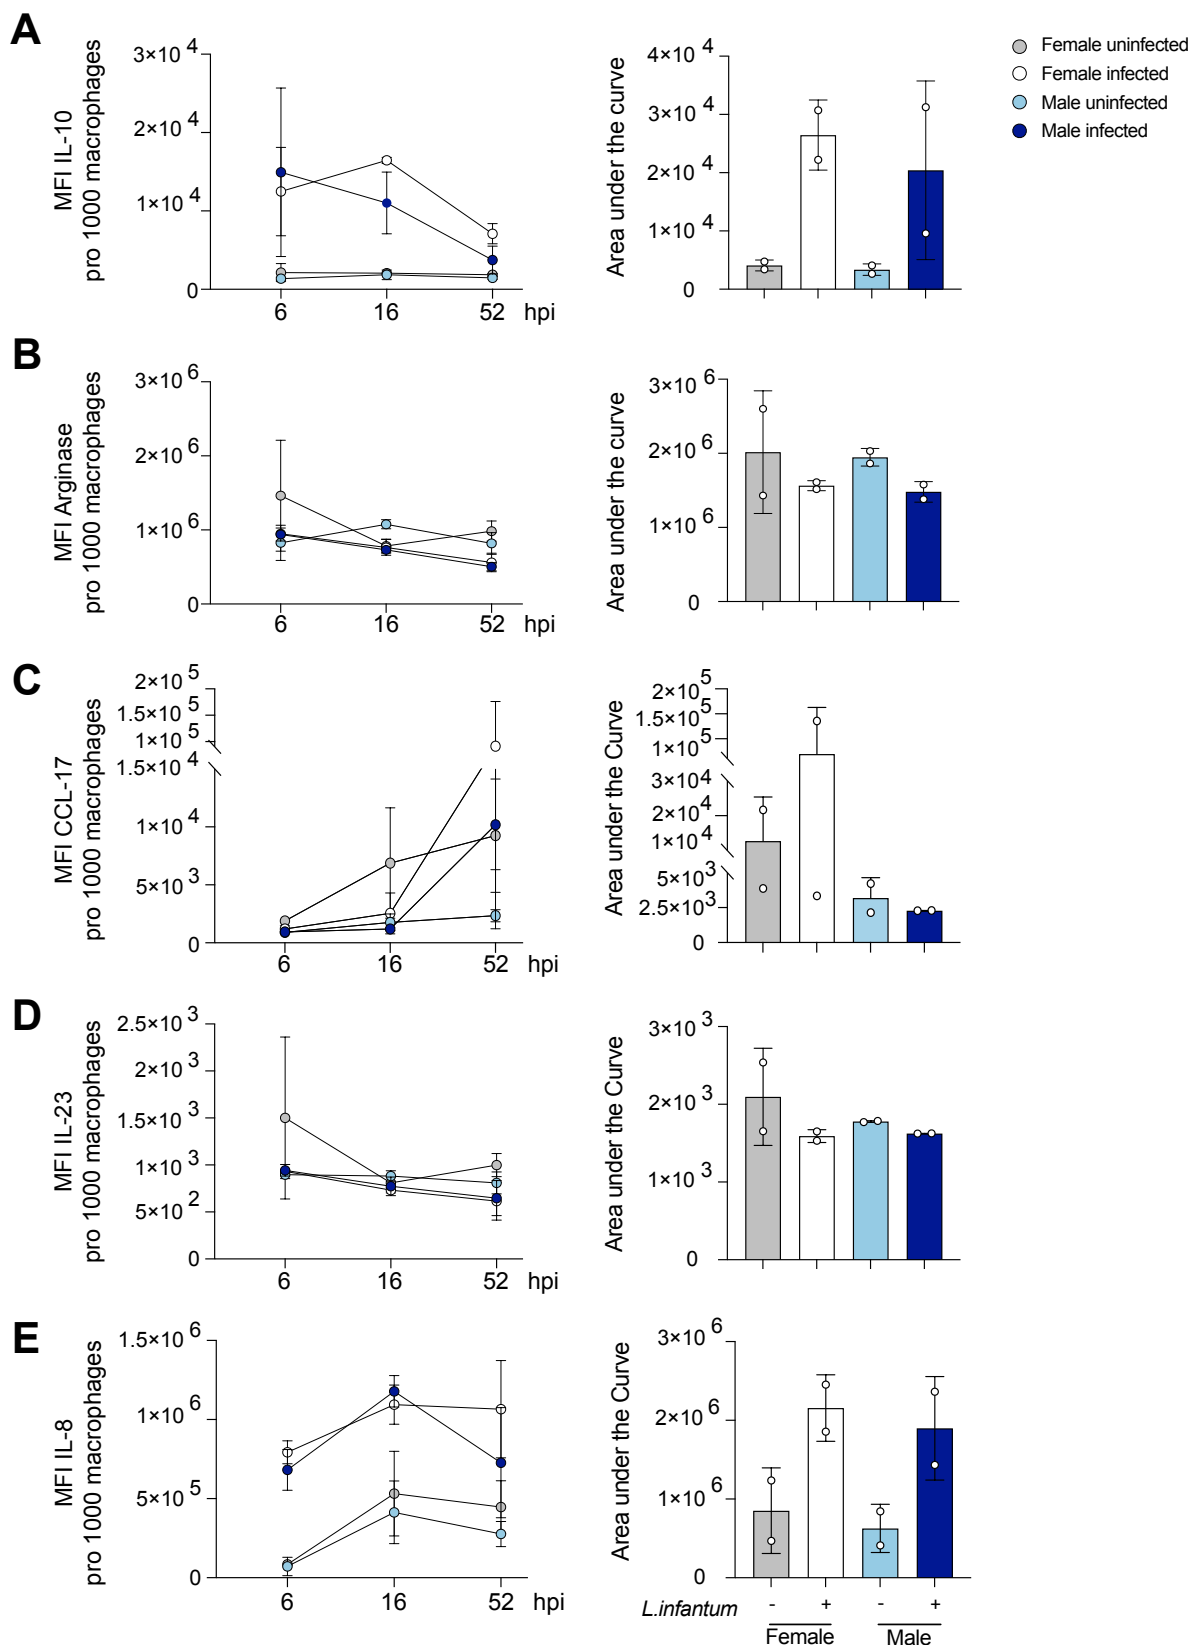 A
MFI IL-10
pro 1000 macrophages
3×10 4
2×10 4
1×10 4
0
6 16 52 hpi
Area under the curve
4×10 4
3×10 4
2×10 4
1×10 4
0
Female uninfected
Female infected
Male uninfected
Male infected
B
MFI Arginase
pro 1000 macrophages
3×10 6
2×10 6
1×10 6
0
6 16 52 hpi
Area under the curve
3×10 6
2×10 6
1×10 6
0
C
MFI CCL-17
pro 1000 macrophages
2×10 5
1.5×10 5
1×10 5
1.5×10 4
1×10 4
5×10 3
0
6 16 52 hpi
Area under the Curve
2×10 5
1.5×10 5
1×10 5
3×10 4
2×10 4
1×10 4
5×10 3
2.5×10 3
0
D
MFI IL-23
pro 1000 macrophages
2.5×10 3
2×10 3
1.5×10 3
1×10 3
5×10 2
0
6 16 52 hpi
Area under the Curve
3×10 3
2×10 3
1×10 3
0
E
MFI IL-8
pro 1000 macrophages
1.5×10 6
1×10 6
5×10 5
0
6 16 52 hpi
Area under the Curve
3×10 6
2×10 6
1×10 6
0
L.infantum - + - +
Female Male